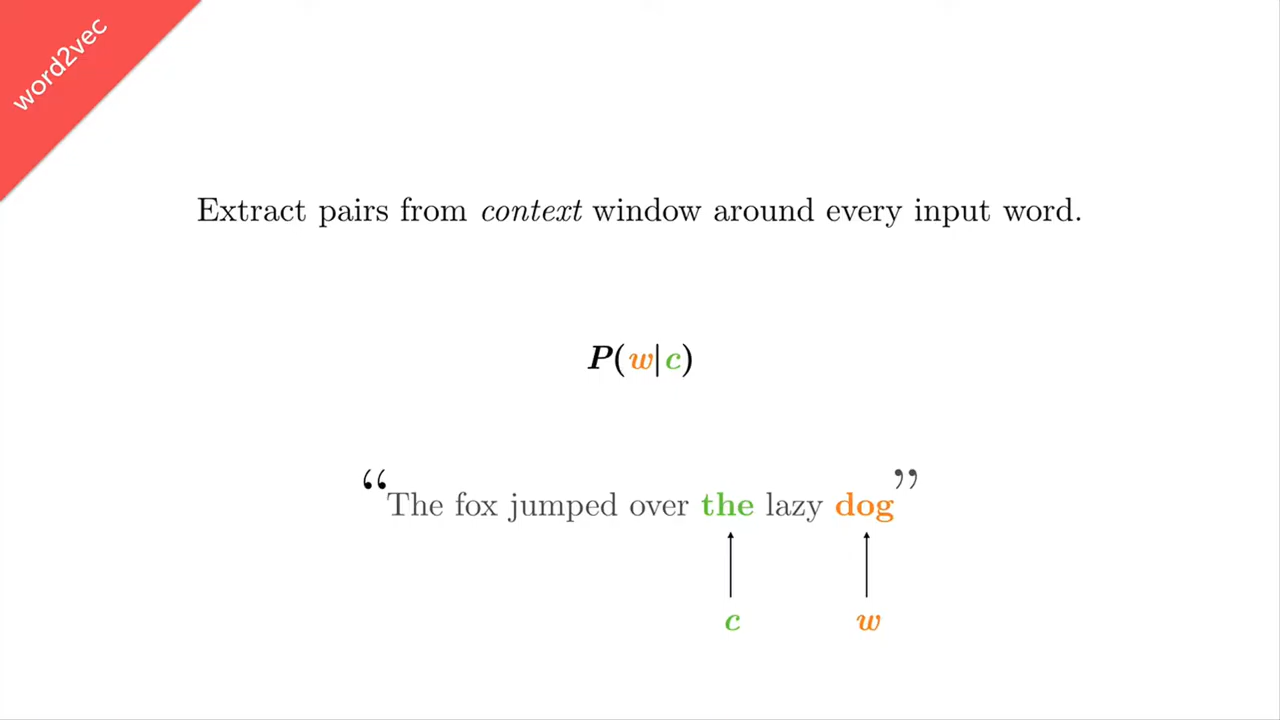 word2vec
Extract pairs from context window around every input word.
P(w|c)
“The fox jumped over the lazy dog”
c w